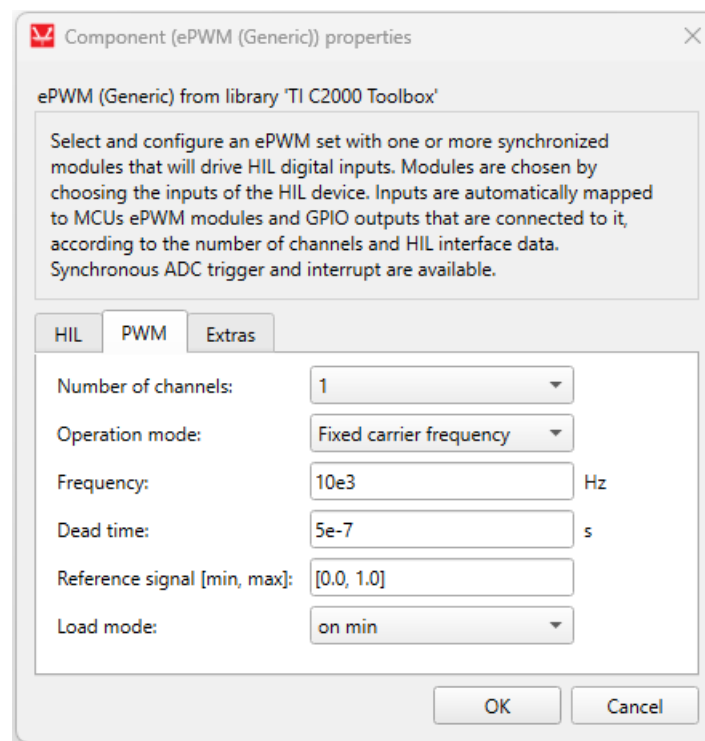 Component (ePWM (Generic)) properties
ePWM (Generic) from library 'TI C2000 Toolbox'
Select and configure an ePWM set with one or more synchronized
modules that will drive HIL digital inputs. Modules are chosen by
choosing the inputs of the HIL device. Inputs are automatically mapped
to MCUs ePWM modules and GPIO outputs that are connected to it,
according to the number of channels and HIL interface data.
Synchronous ADC trigger and interrupt are available.
HIL PWM Extras
Number of channels: 1
Operation mode: Fixed carrier frequency
Frequency: 10e3 Hz
Dead time: 5e-7 s
Reference signal [min, max]: [0.0, 1.0]
Load mode: on min
OK Cancel